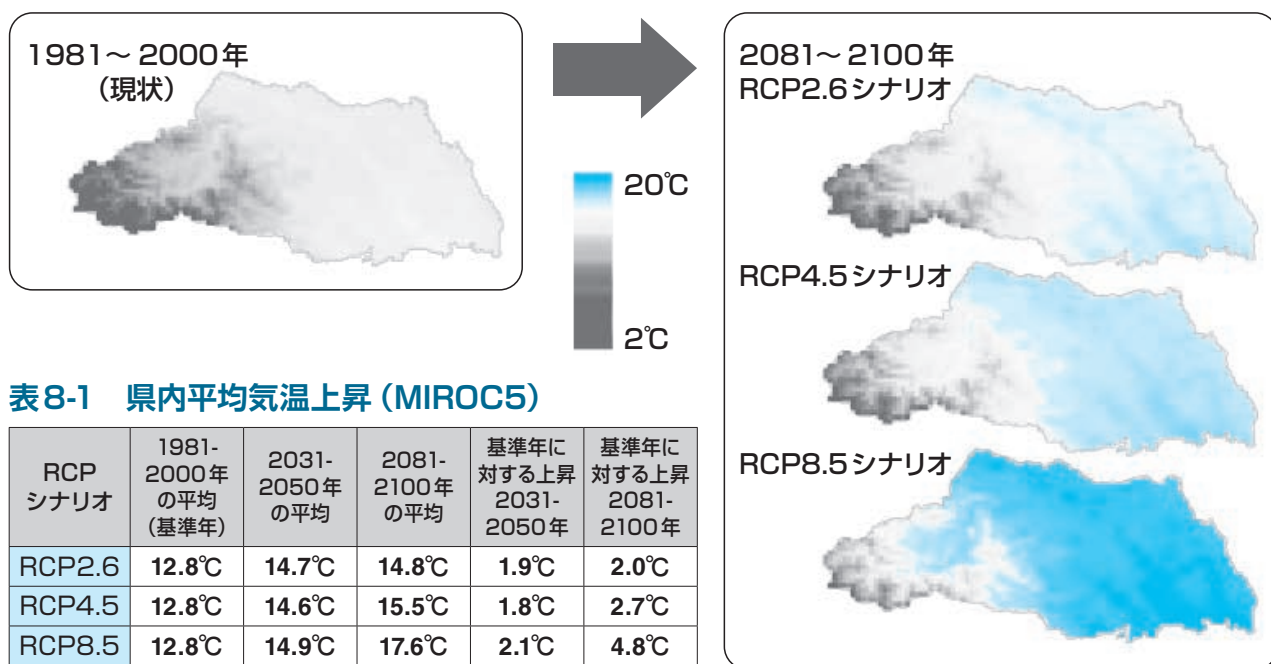 1981～2000年
（現状）
20℃
2℃
2081～2100年
RCP2.6シナリオ
RCP4.5シナリオ
RCP8.5シナリオ
表8-1　県内平均気温上昇（MIROC5）
RCP
シナリオ
1981-
2000年
の平均
（基準年）
2031-
2050年
の平均
2081-
2100年
の平均
基準年に
対する上昇
2031-
2050年
基準年に
対する上昇
2081-
2100年
RCP2.6 12.8℃ 14.7℃ 14.8℃ 1.9℃ 2.0℃
RCP4.5 12.8℃ 14.6℃ 15.5℃ 1.8℃ 2.7℃
RCP8.5 12.8℃ 14.9℃ 17.6℃ 2.1℃ 4.8℃